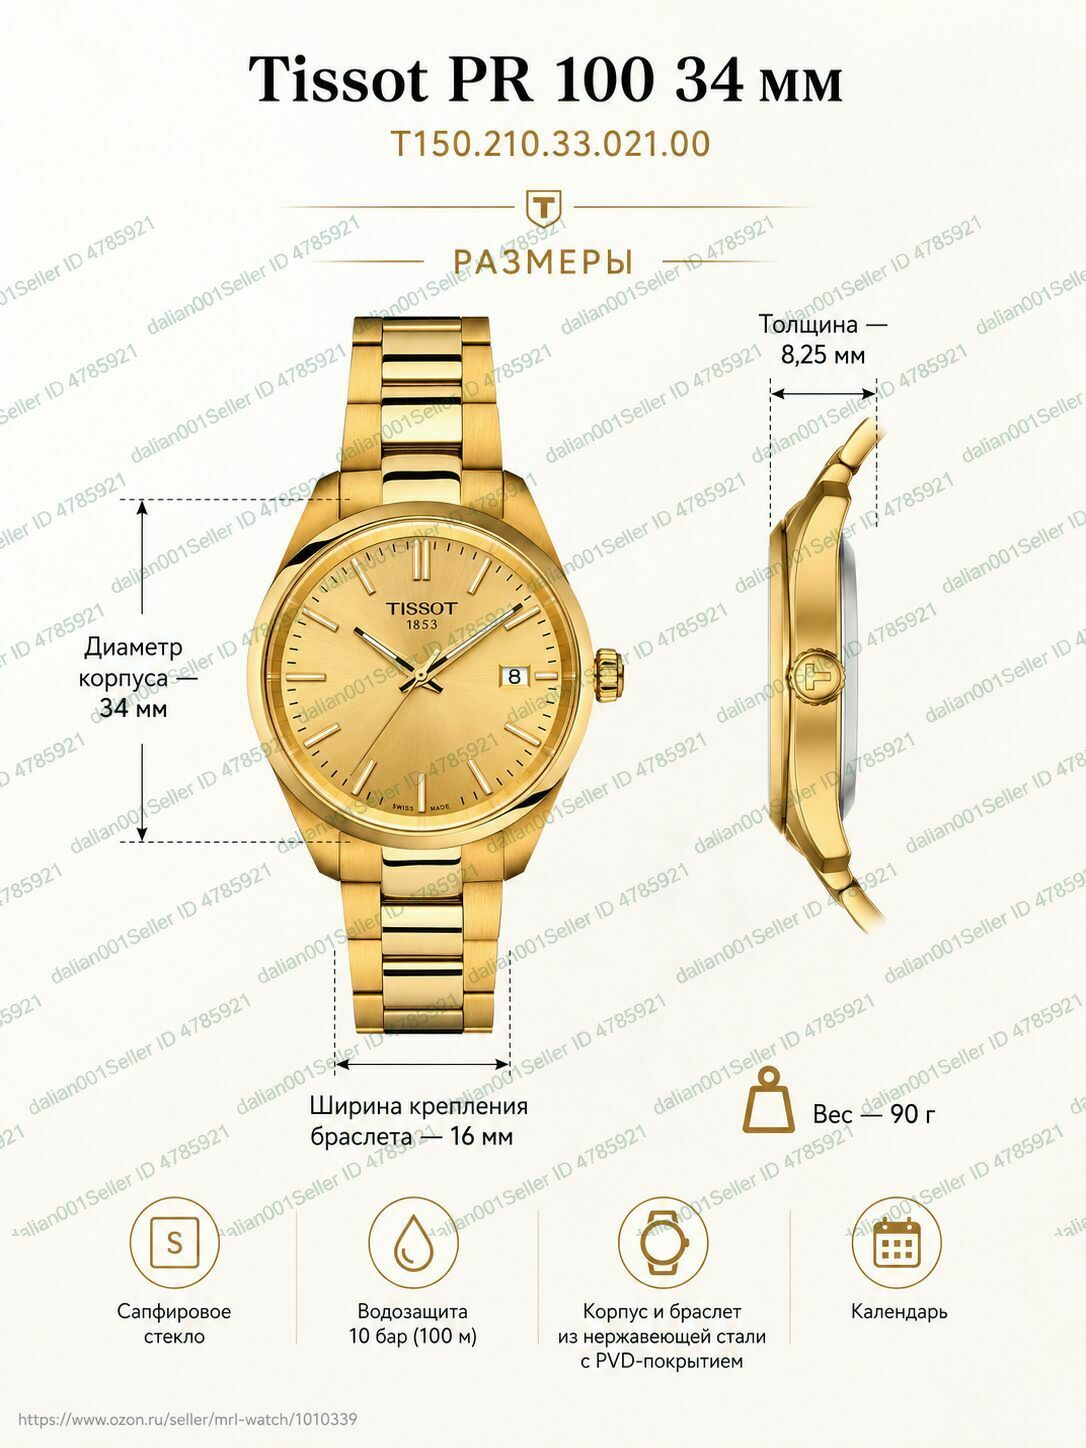 Tissot PR 100 34 мм
T150.210.33.021.00
T
РАЗМЕРЫ
Толщина —
8,25 мм
Диаметр
корпуса —
34 мм
TISSOT
1853
8
SWISS MADE
T
Ширина крепления
браслета — 16 мм
Вес — 90 г
S
Сапфировое
стекло
Водозащита
10 бар (100 м)
Корпус и браслет
из нержавеющей стали
с PVD-покрытием
Календарь
https://www.ozon.ru/seller/mrl-watch/1010339
dalian001Seller ID 4785921